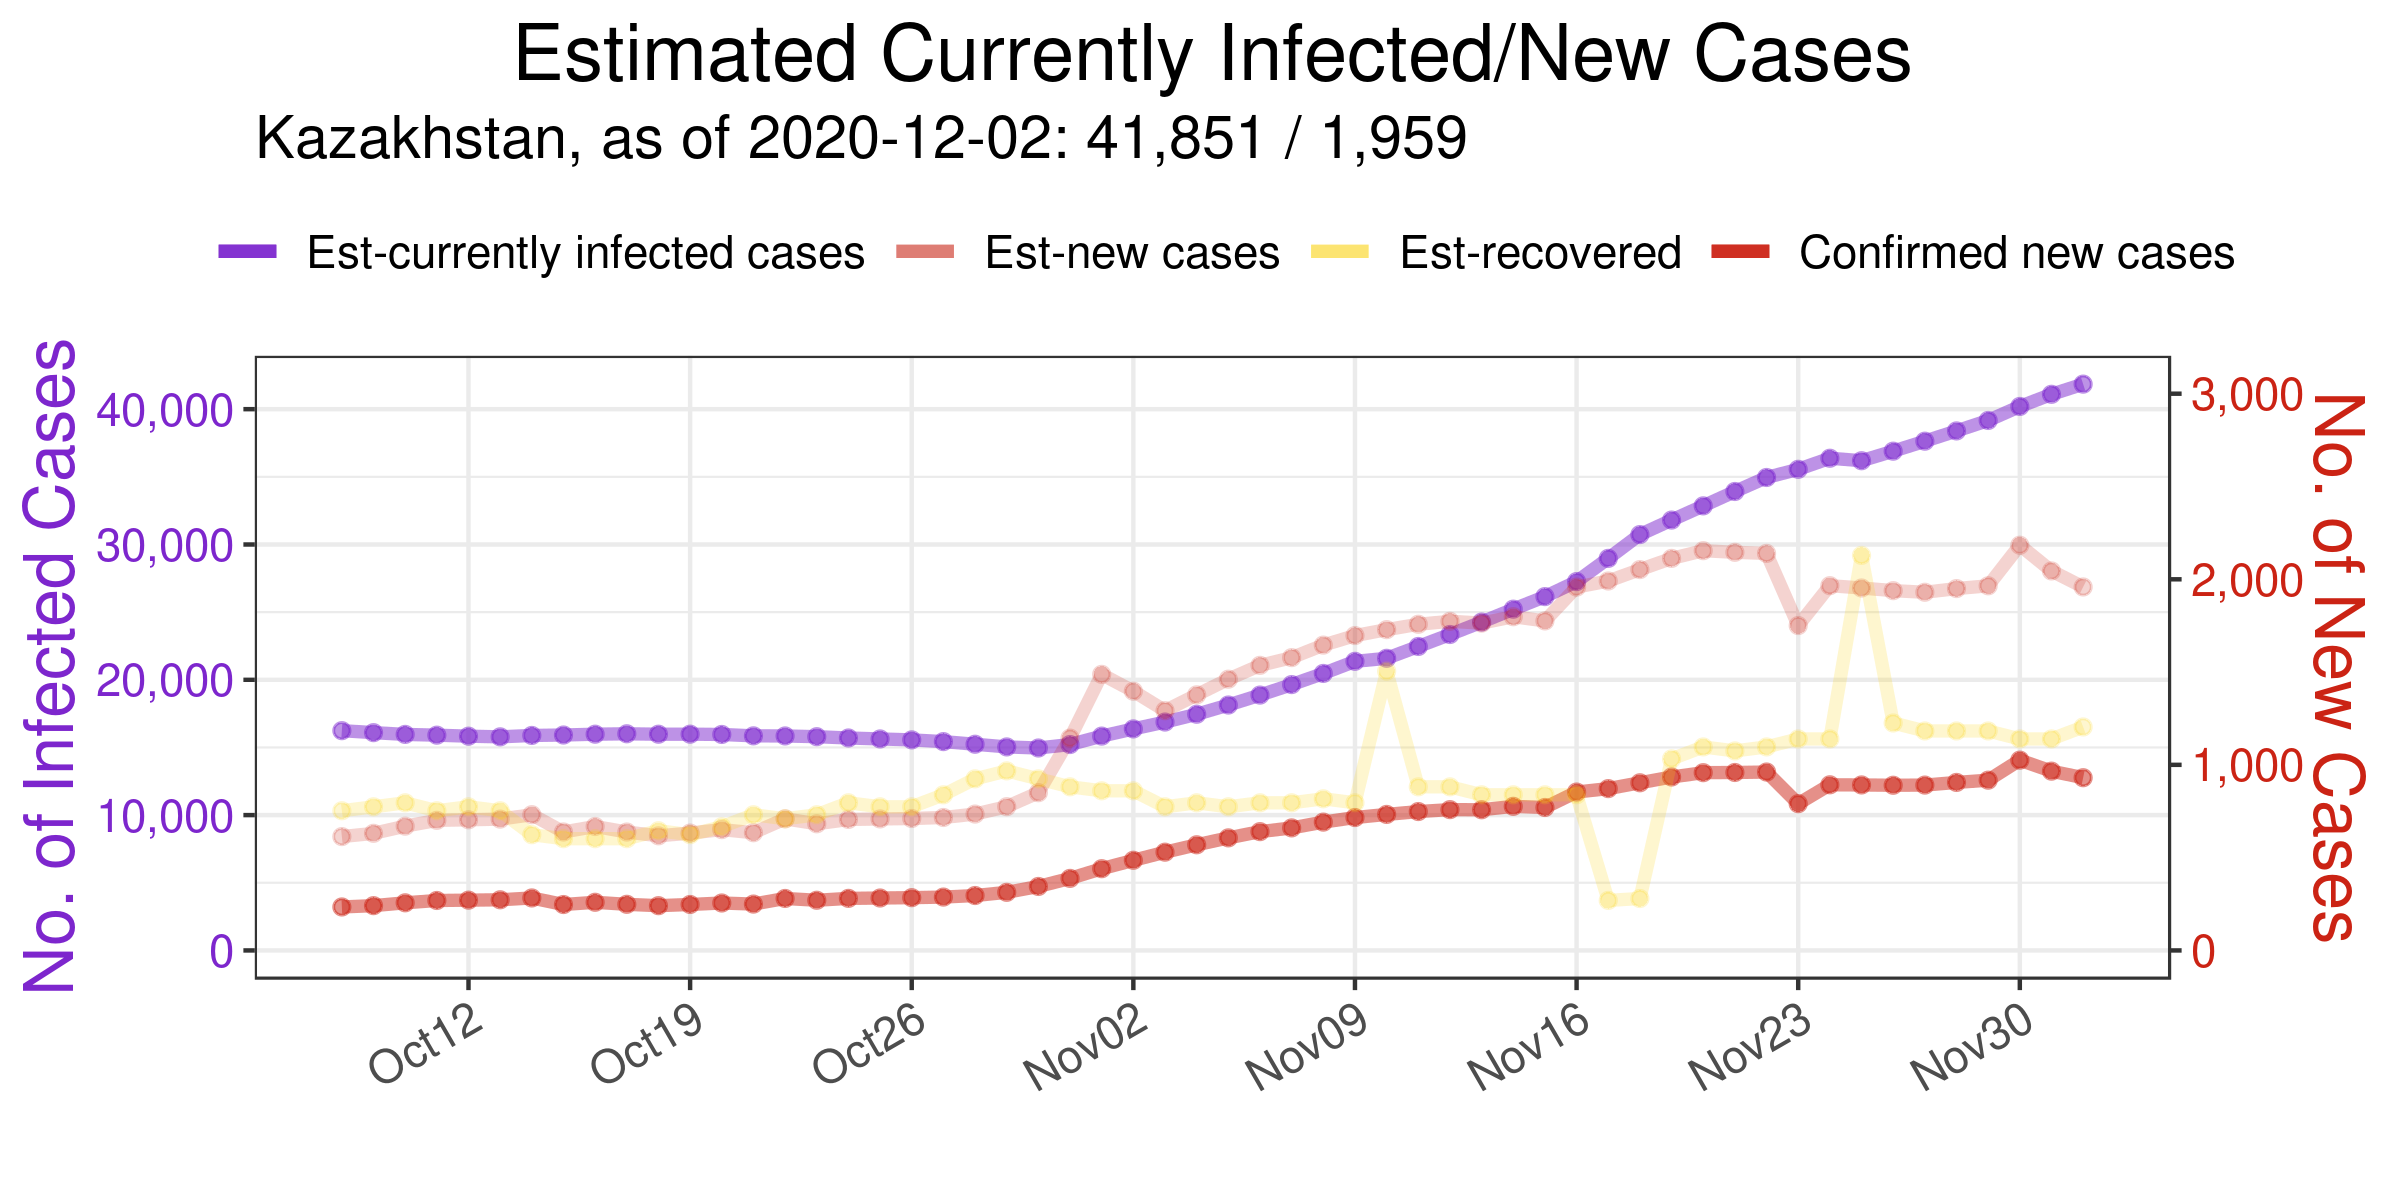 Estimated Currently Infected/New Cases
Kazakhstan, as of 2020-12-02: 41,851 / 1,959
Est-currently infected cases Est-new cases Est-recovered Confirmed new cases
No. of Infected Cases
40,000
30,000
20,000
10,000
0
3,000
2,000
1,000
0
No. of New Cases
Oct12 Oct19 Oct26 Nov02 Nov09 Nov16 Nov23 Nov30